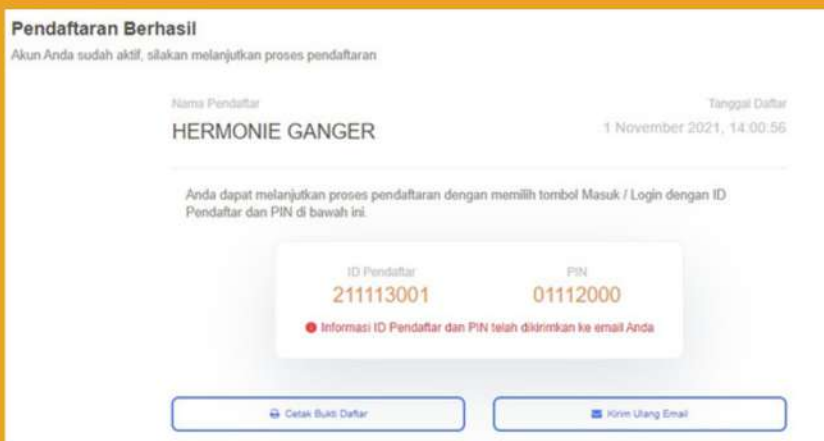 Pendaftaran Berhasil
Akun Anda sudah aktif, silakan melanjutkan proses pendaftaran
Nama Pendaftar
Tanggal Daftar
HERMONIE GANGER
1 November 2021, 14:00:56
Anda dapat melanjutkan proses pendaftaran dengan memilih tombol Masuk / Login dengan ID
Pendaftar dan PIN di bawah ini.
ID Pendaftar
PIN
211113001
01112000
Informasi ID Pendaftar dan PIN telah dikirimkan ke email Anda
Cetak Bukti Daftar
Kirim Ulang Email